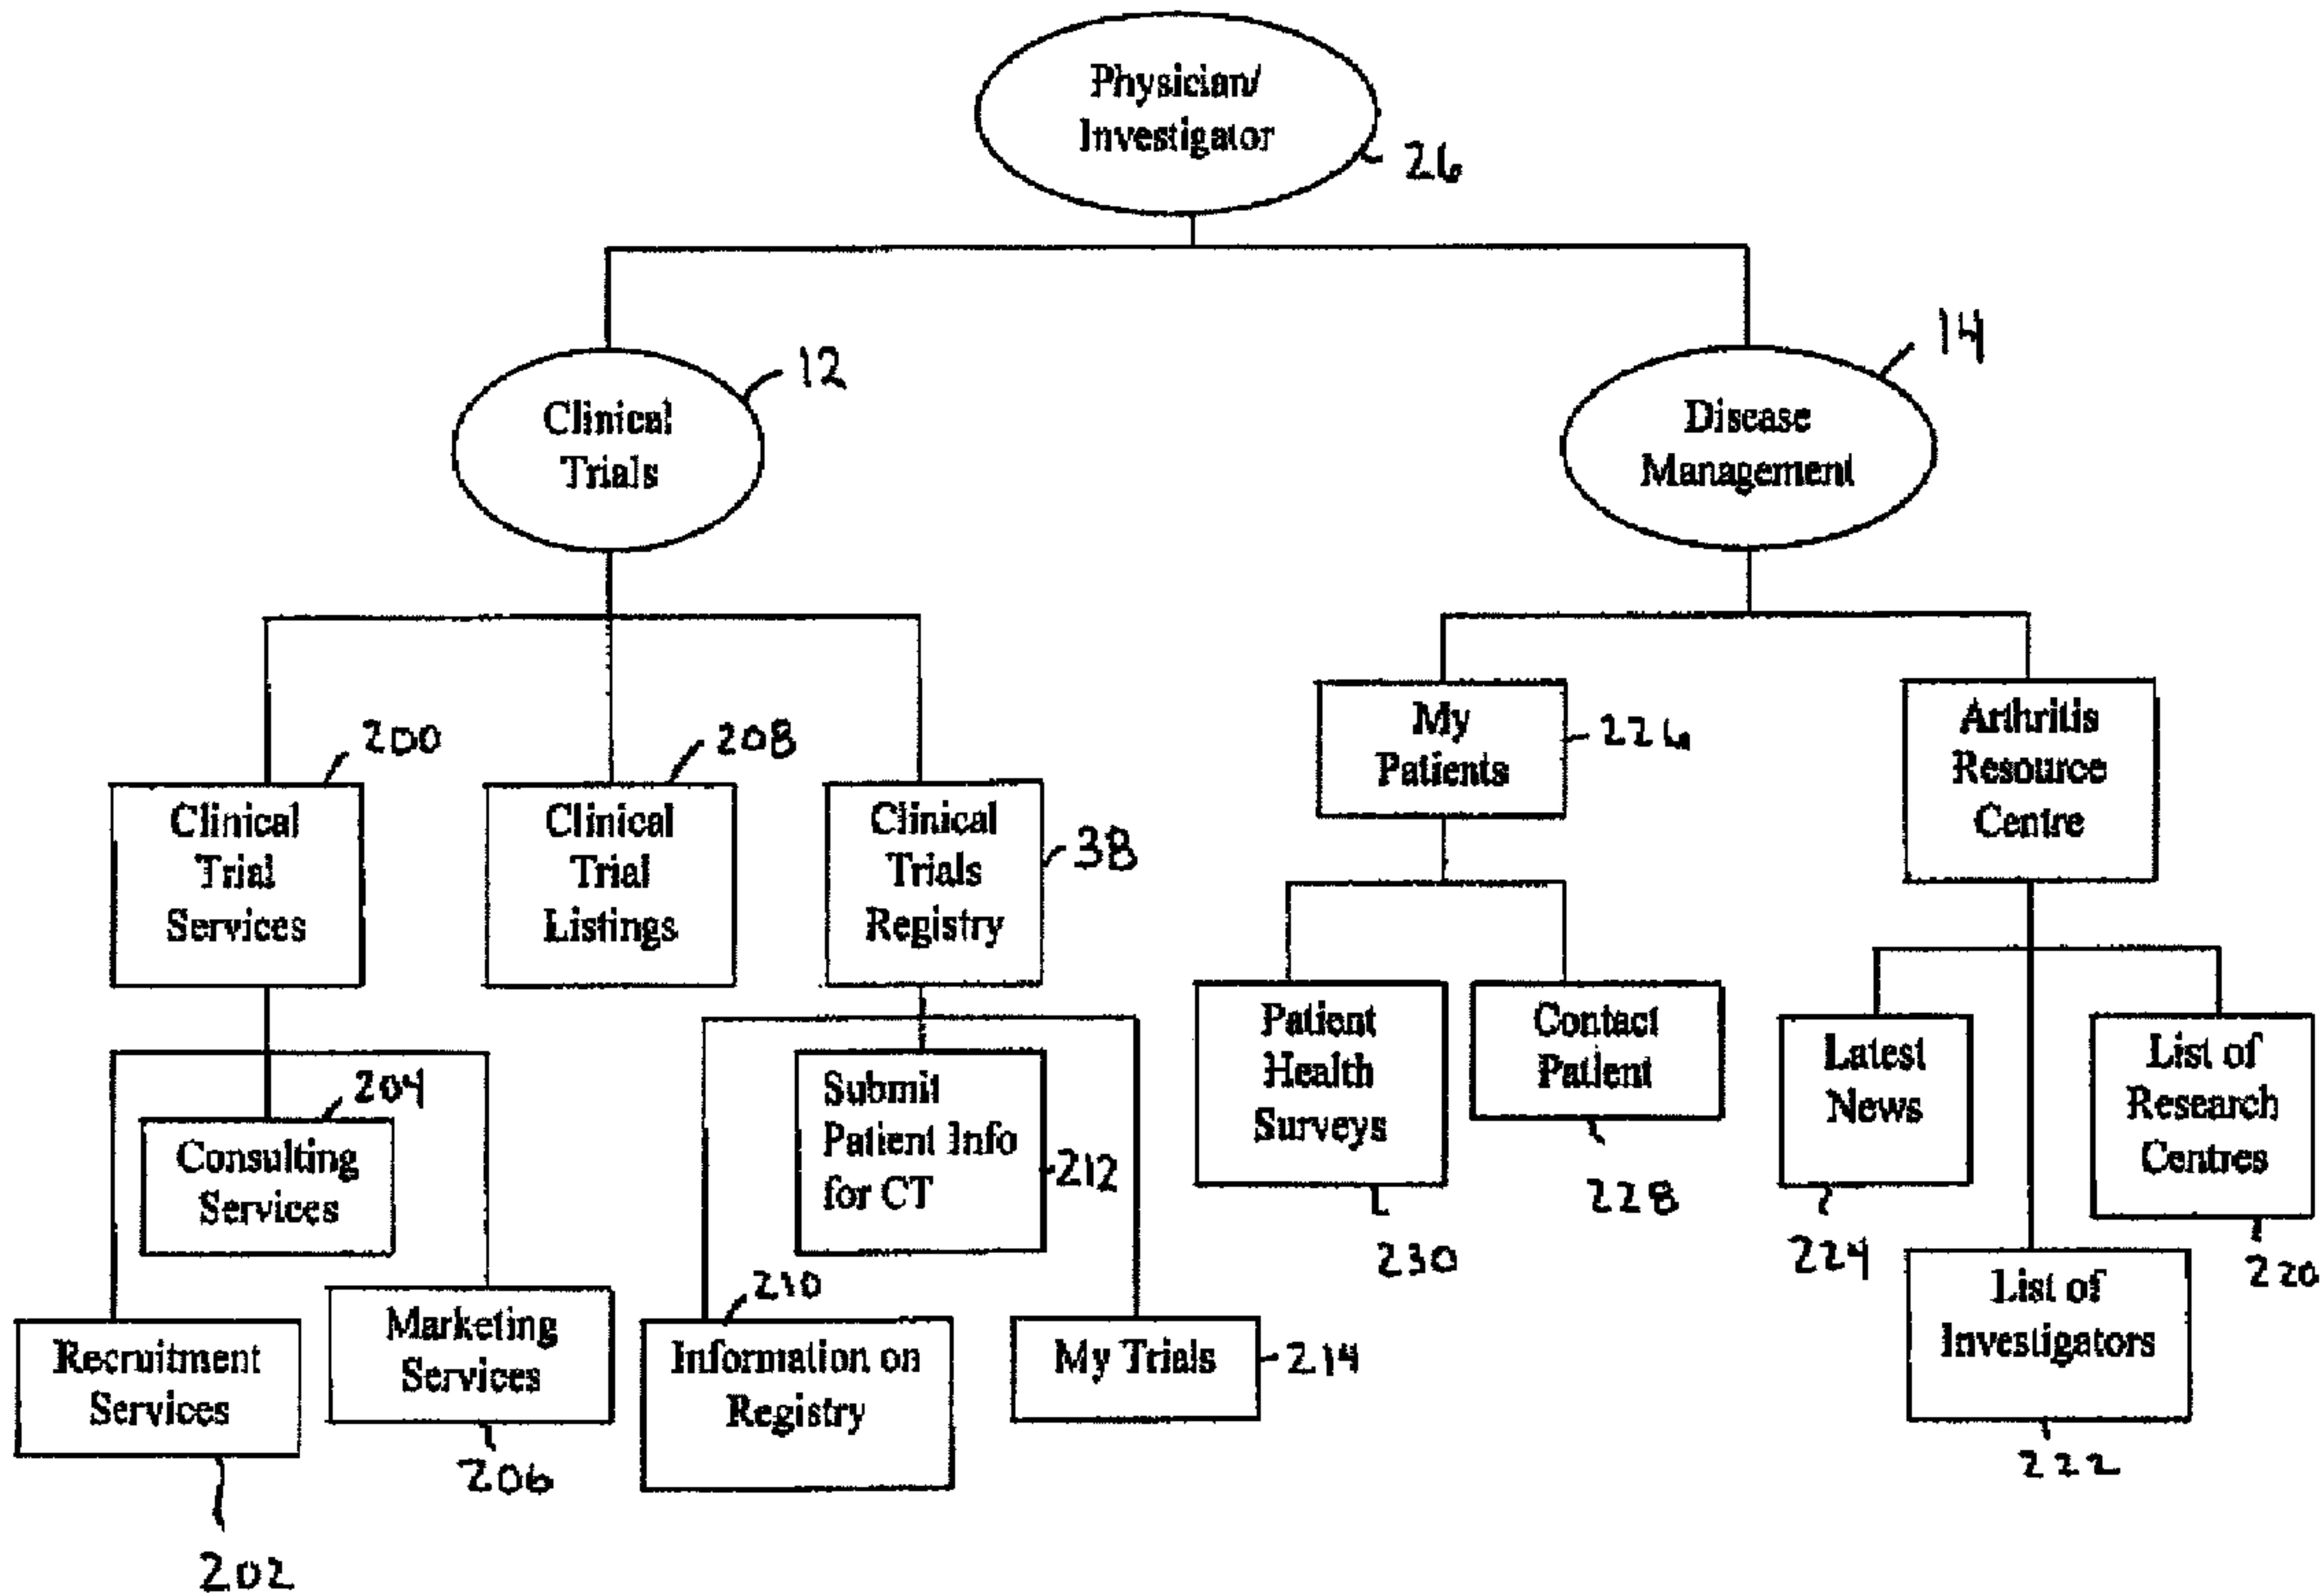 Physician/
Investigator
26
Clinical
Trials
12
Disease
Management
14
Clinical
Trial
Services
200
Clinical
Trial
Listings
208
Clinical
Trials
Registry
38
My
Patients
226
Arthritis
Resource
Centre
Consulting
Services
204
Submit
Patient Info
for CT
212
Patient
Health
Surveys
230
Contact
Patient
228
Latest
News
224
List of
Research
Centres
220
Recruitment
Services
202
Marketing
Services
206
Information on
Registry
210
My Trials
214
List of
Investigators
222